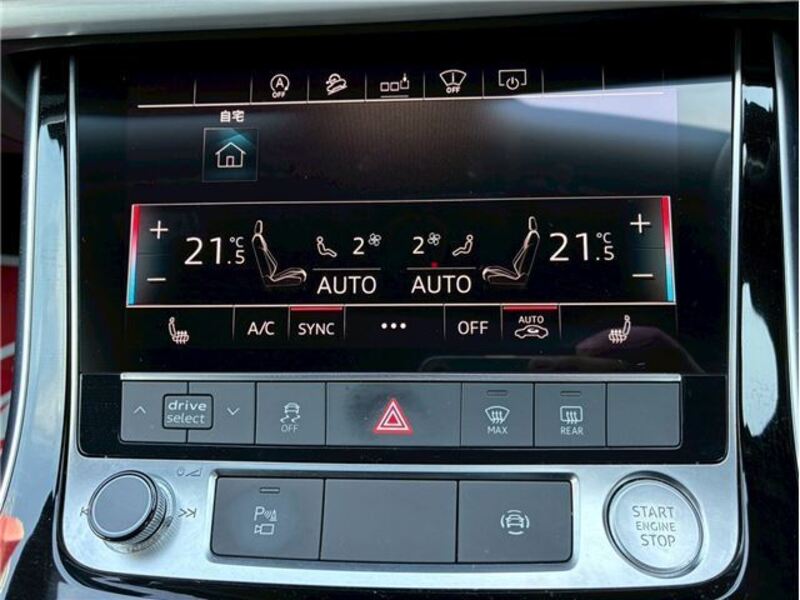 A
OFF
OFF
自宅
+ 21.5 °C 2 2 21.5 °C +
− AUTO AUTO −
A/C SYNC ••• OFF AUTO
drive
select
OFF
MAX
REAR
P
START
ENGINE
STOP